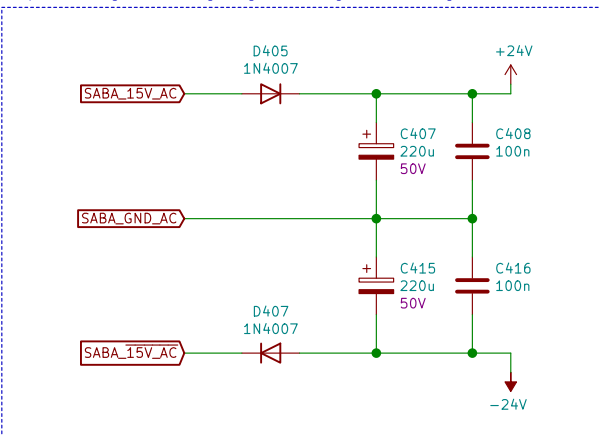 D405
1N4007
+24V
SABA_15V_AC
+
C407
220u
50V
C408
100n
SABA_GND_AC
+
C415
220u
50V
C416
100n
D407
1N4007
SABA_15V_AC
−24V